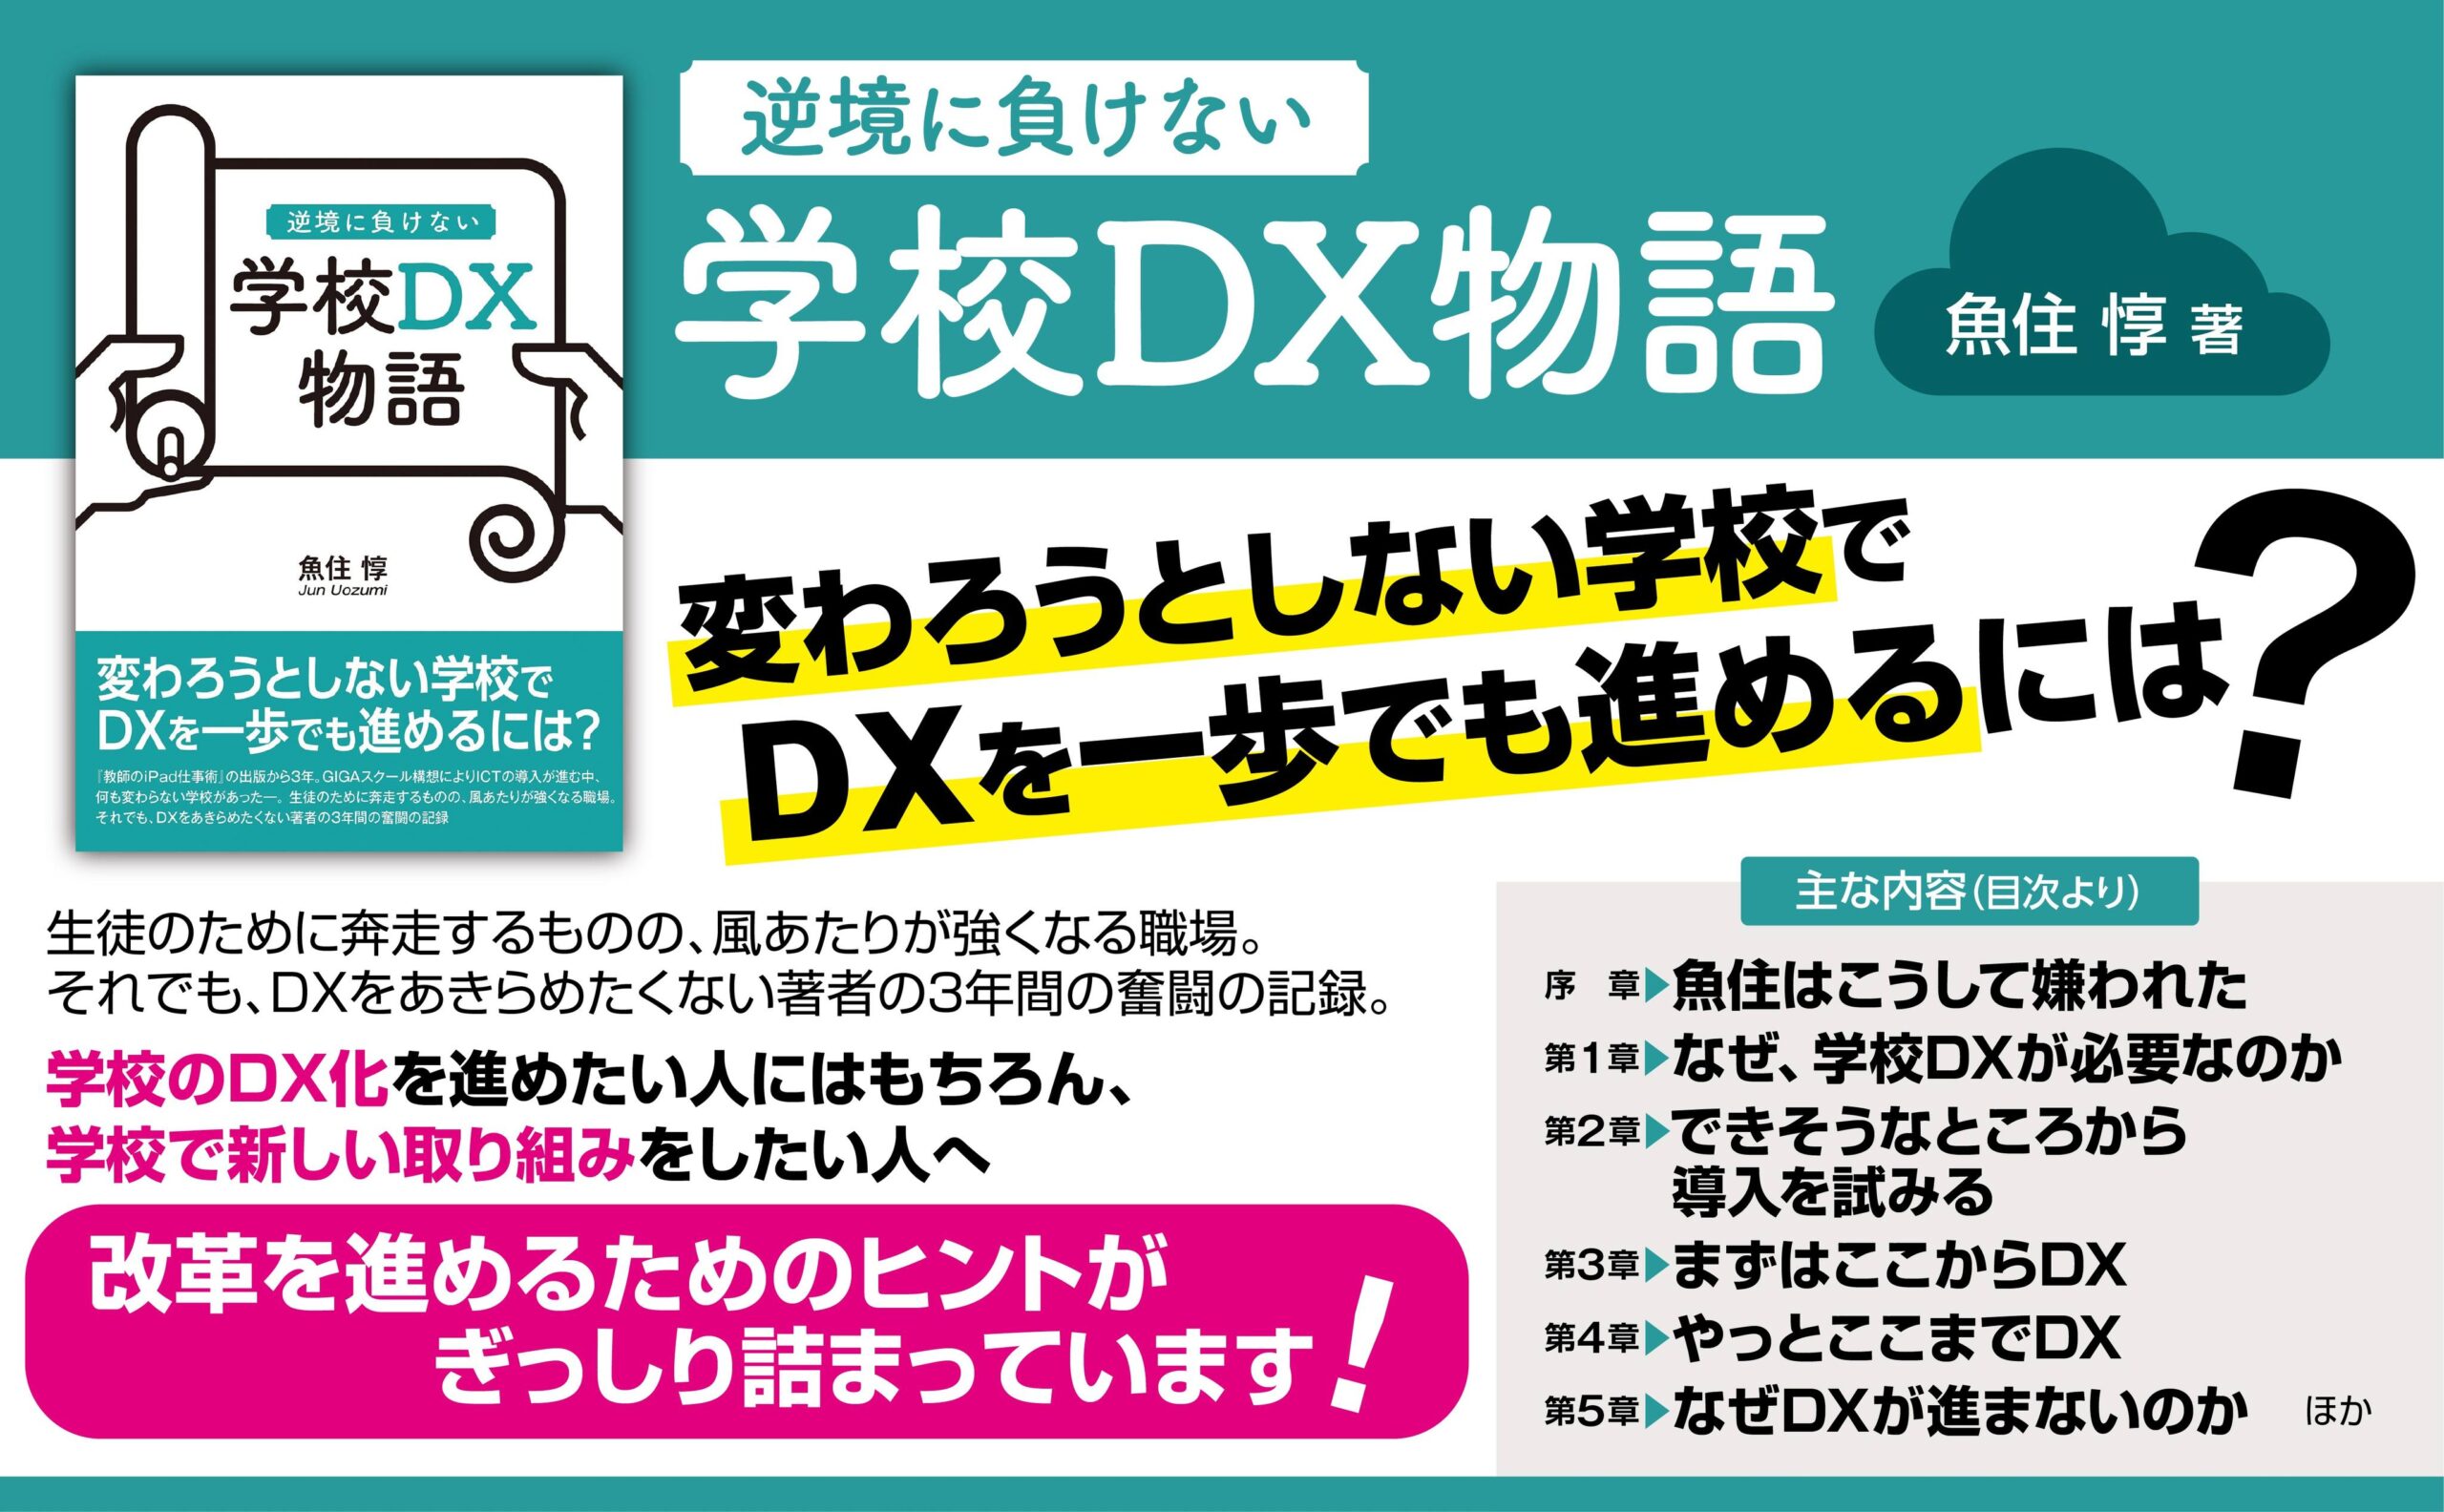 逆境に負けない
学校DX
物語
魚住 惇
Jun Uozumi
変わろうとしない学校で
DXを一歩でも進めるには?
『教師のiPad仕事術』の出版から3年。GIGAスクール構想によりICTの導入が進む中、
何も変わらない学校があった―。生徒のために奔走するものの、風あたりが強くなる職場。
それでも、DXをあきらめたくない著者の3年間の奮闘の記録
逆境に負けない
学校DX物語
魚住 惇 著
変わろうとしない学校で
DXを一歩でも進めるには?
生徒のために奔走するものの、風あたりが強くなる職場。
それでも、DXをあきらめたくない著者の3年間の奮闘の記録。
学校のDX化を進めたい人にはもちろん、
学校で新しい取り組みをしたい人へ
改革を進めるためのヒントが
ぎっしり詰まっています!
主な内容(目次より)
序 章▶魚住はこうして嫌われた
第1章▶なぜ、学校DXが必要なのか
第2章▶できそうなところから
導入を試みる
第3章▶まずはここからDX
第4章▶やっとここまでDX
第5章▶なぜDXが進まないのか ほか